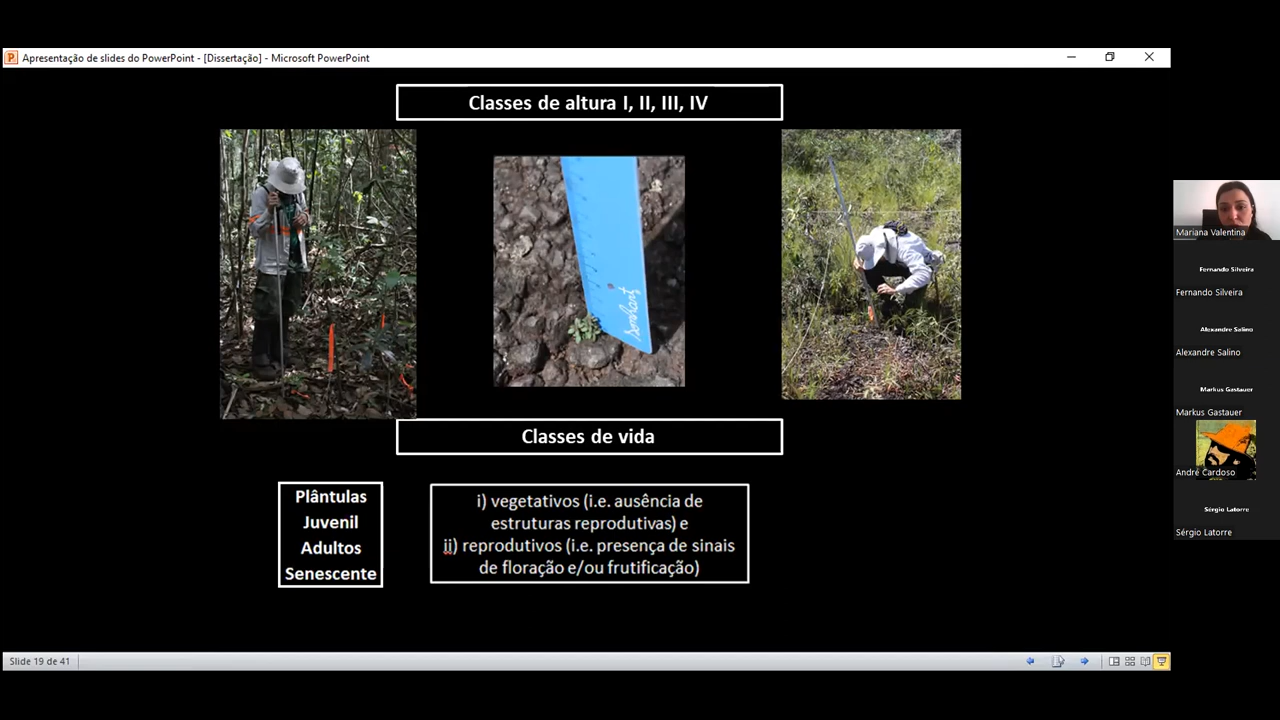 Apresentação de slides do PowerPoint - [Dissertação] - Microsoft PowerPoint
Classes de altura I, II, III, IV
Classes de vida
Plântulas
Juvenil
Adultos
Senescente
i) vegetativos (i.e. ausência de
estruturas reprodutivas) e
ii) reprodutivos (i.e. presença de sinais
de floração e/ou frutificação)
Mariana Valentina
Fernando Silveira
Fernando Silveira
Alexandre Salino
Alexandre Salino
Markus Gastauer
Markus Gastauer
André Cardoso
Sérgio Latorre
Sérgio Latorre
Slide 19 de 41